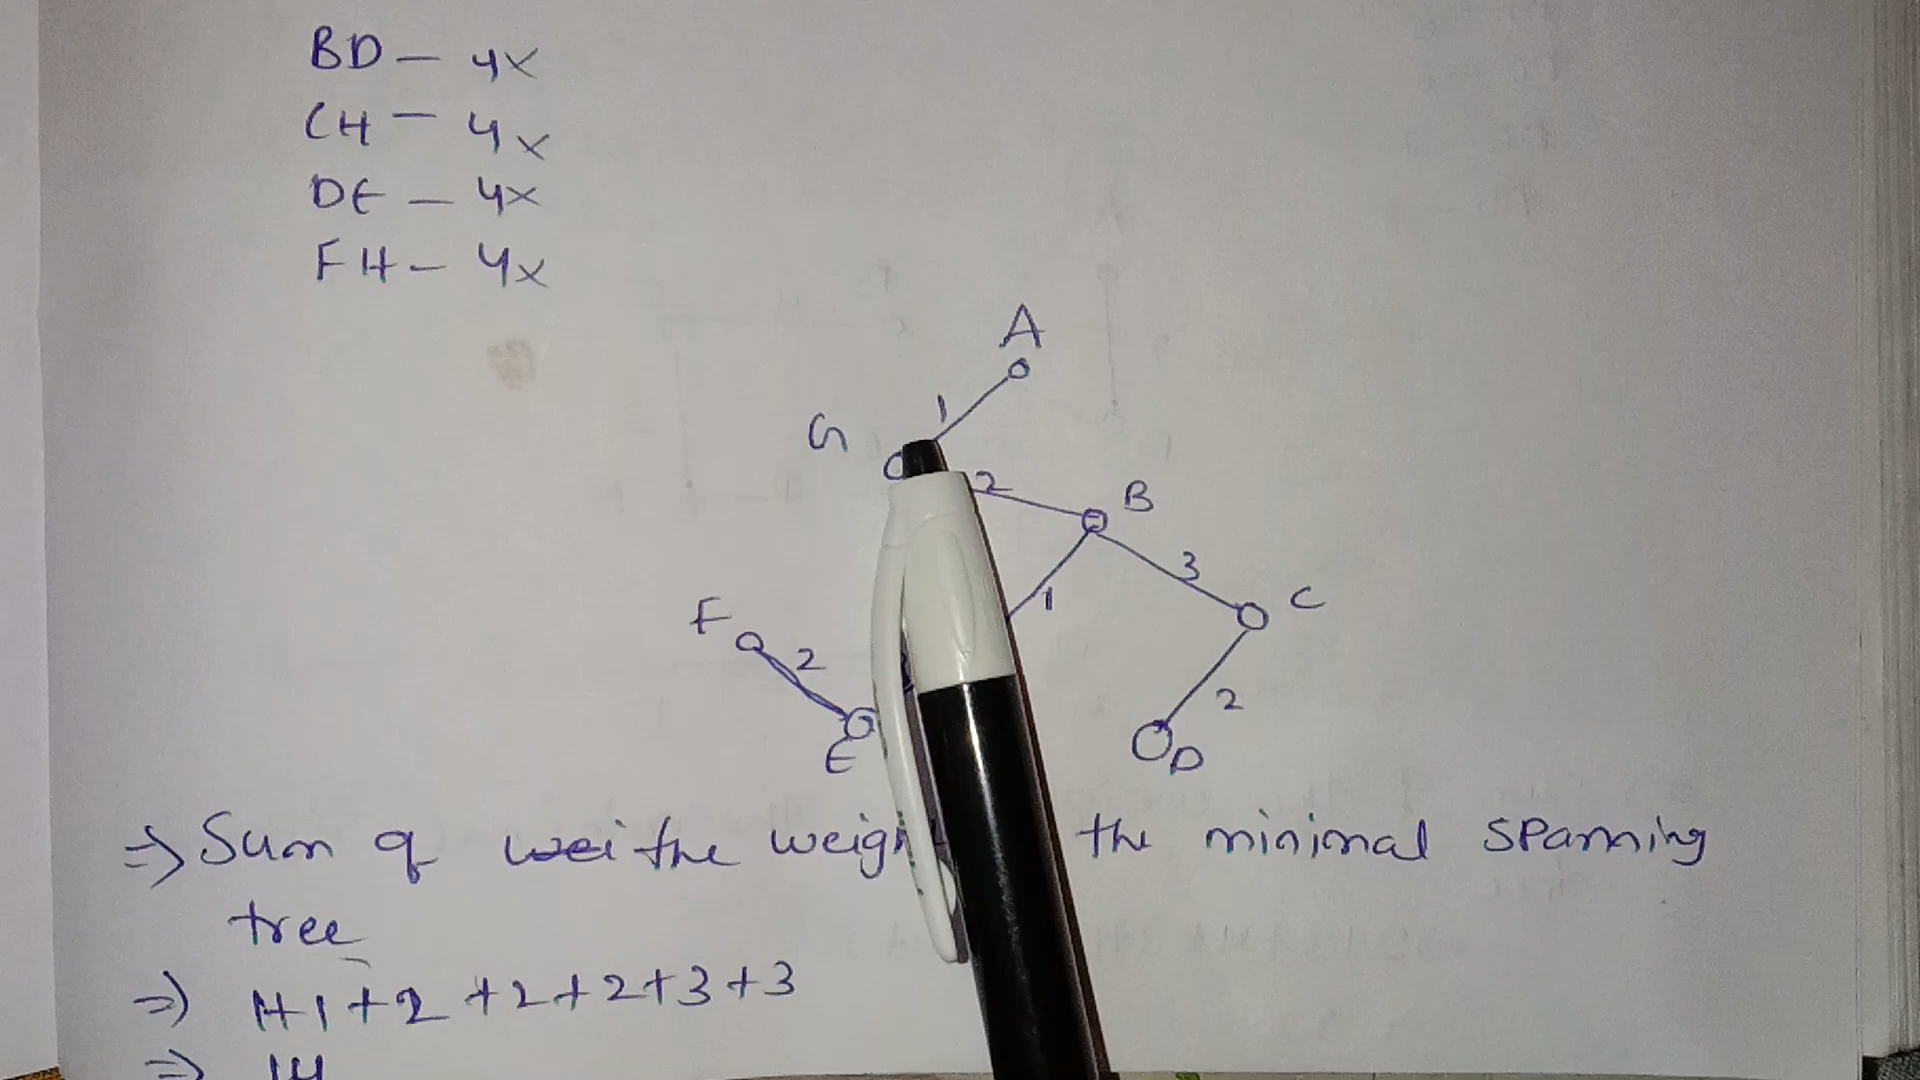 BD - 4x
CH - 4x
DE - 4x
FH - 4x
A
1
G
2
B
3
C
1
F
2
E
2
D
=> Sum of wei the the minimal spanning
tree
=> 1+1+2+2+2+3+3
=> 14